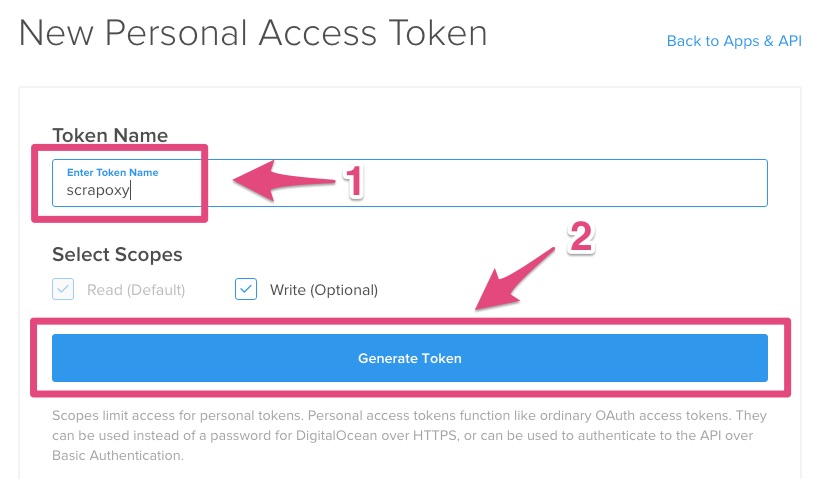 New Personal Access Token
Back to Apps & API
Token Name
Enter Token Name
scrapoxy
1
Select Scopes
2
Read (Default)
Write (Optional)
Generate Token
Scopes limit access for personal tokens. Personal access tokens function like ordinary OAuth access tokens. They
can be used instead of a password for DigitalOcean over HTTPS, or can be used to authenticate to the API over
Basic Authentication.